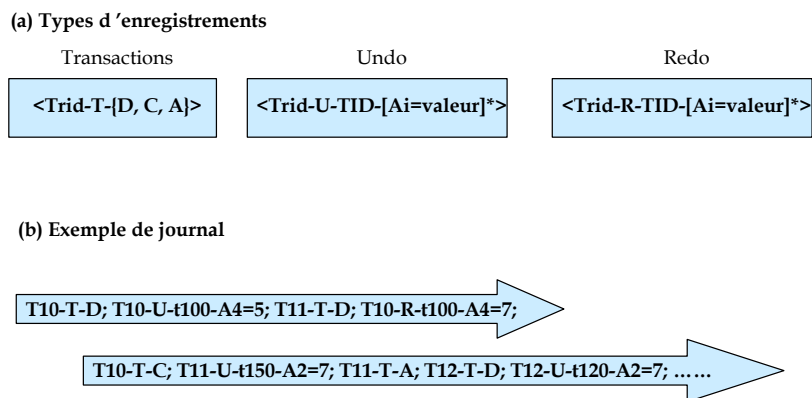 (a) Types d ’enregistrements
Transactions
Undo
Redo
<Trid-T-{D, C, A}>
<Trid-U-TID-[Ai=valeur]*>
<Trid-R-TID-[Ai=valeur]*>
(b) Exemple de journal
T10-T-D; T10-U-t100-A4=5; T11-T-D; T10-R-t100-A4=7;
T10-T-C; T11-U-t150-A2=7; T11-T-A; T12-T-D; T12-U-t120-A2=7; ……